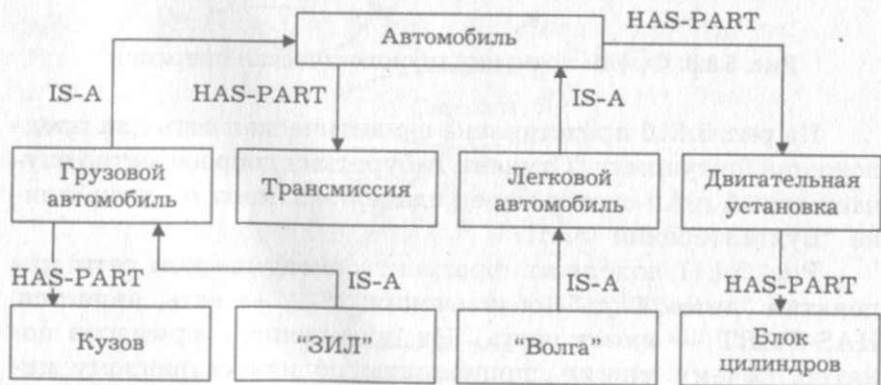 HAS-PART
Автомобиль
IS-A
HAS-PART
IS-A
Грузовой
автомобиль
Трансмиссия
Легковой
автомобиль
Двигательная
установка
HAS-PART
IS-A
IS-A
HAS-PART
Кузов
“ЗИЛ”
“Волга”
Блок
цилиндров